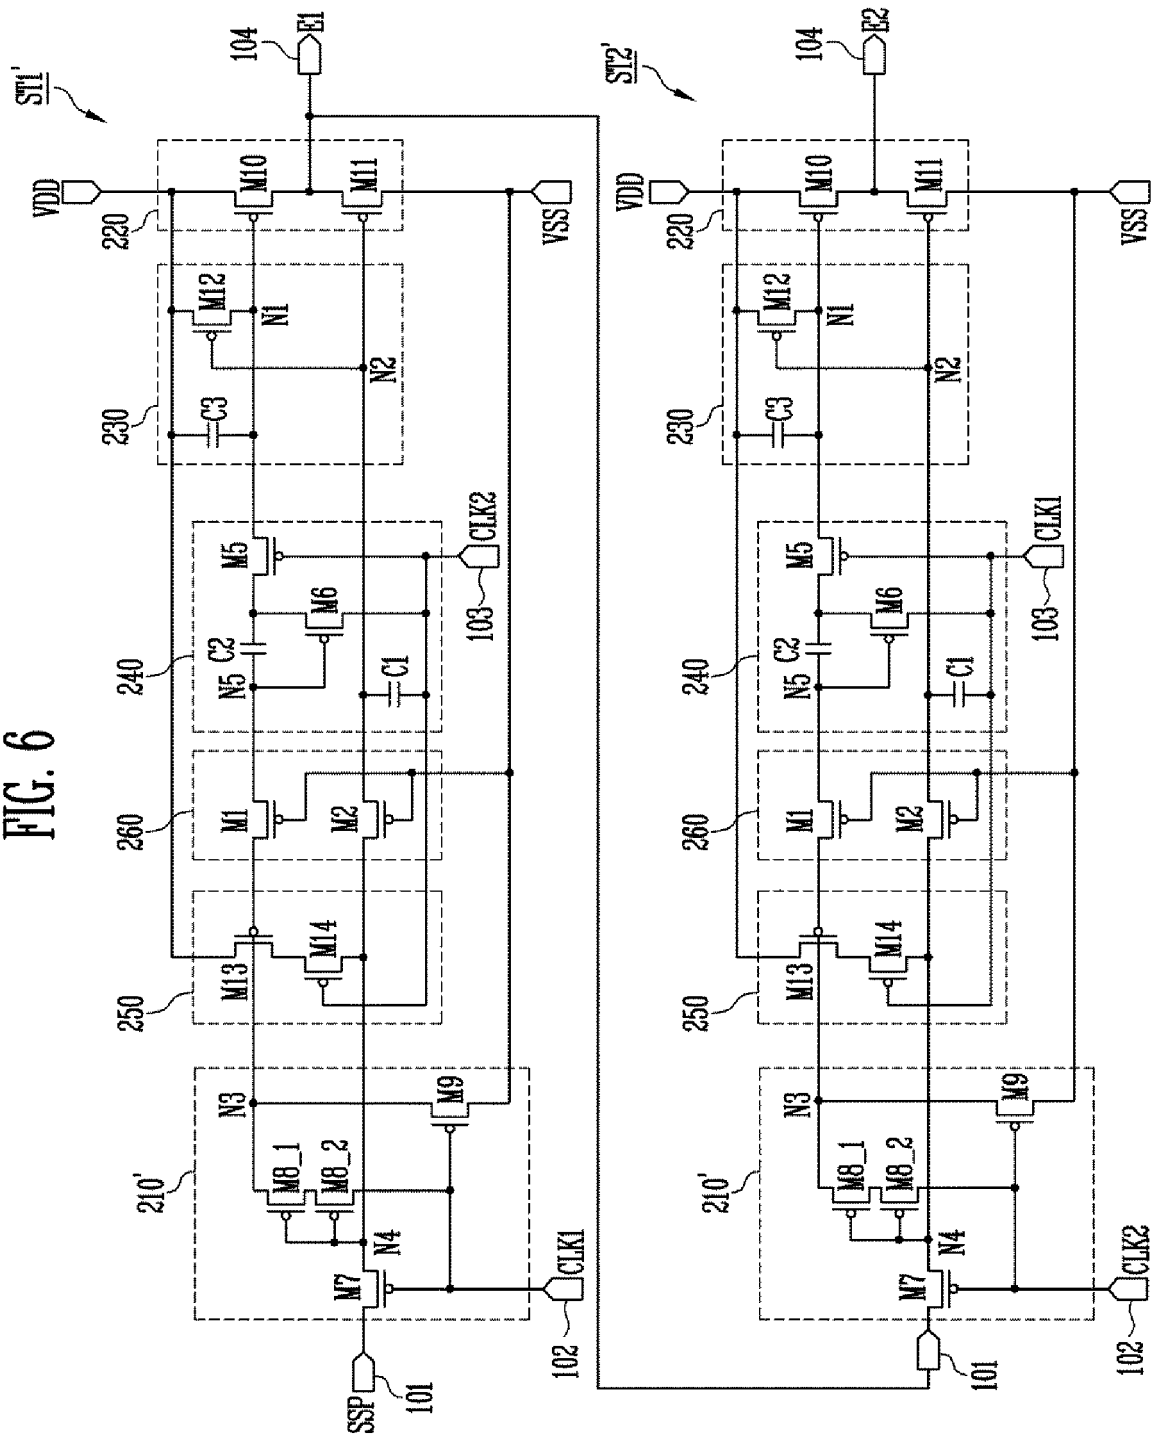 FIG. 6
ST1'
VDD
220
M10
M11
104
E1
VSS
230
M12
N1
N2
C3
240
M5
M6
C2
N5
C1
CLK2
103
260
M1
M2
250
M13
M14
210'
N3
M8_1
M8_2
M9
N4
M7
CLK1
102
SSP
101
ST2'
VDD
220
M10
M11
104
E2
VSS
230
M12
N1
N2
C3
240
M5
M6
C2
N5
C1
CLK1
103
260
M1
M2
250
M13
M14
210'
N3
M8_1
M8_2
M9
N4
M7
CLK2
102
101